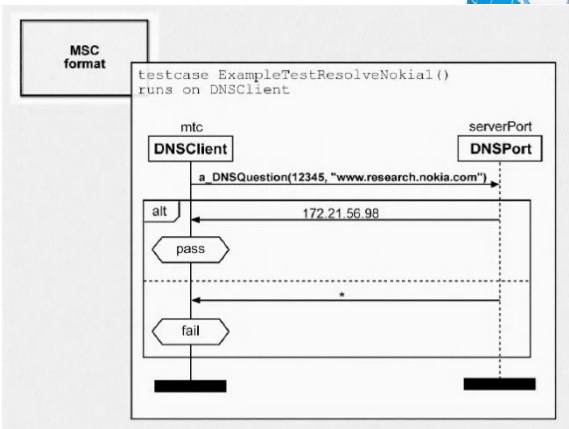 MSC
format
testcase ExampleTestResolveNokia1()
runs on DNSClient
mtc
serverPort
DNSClient
DNSPort
a_DNSQuestion(12345, "www.research.nokia.com")
alt
172.21.56.98
pass
*
fail